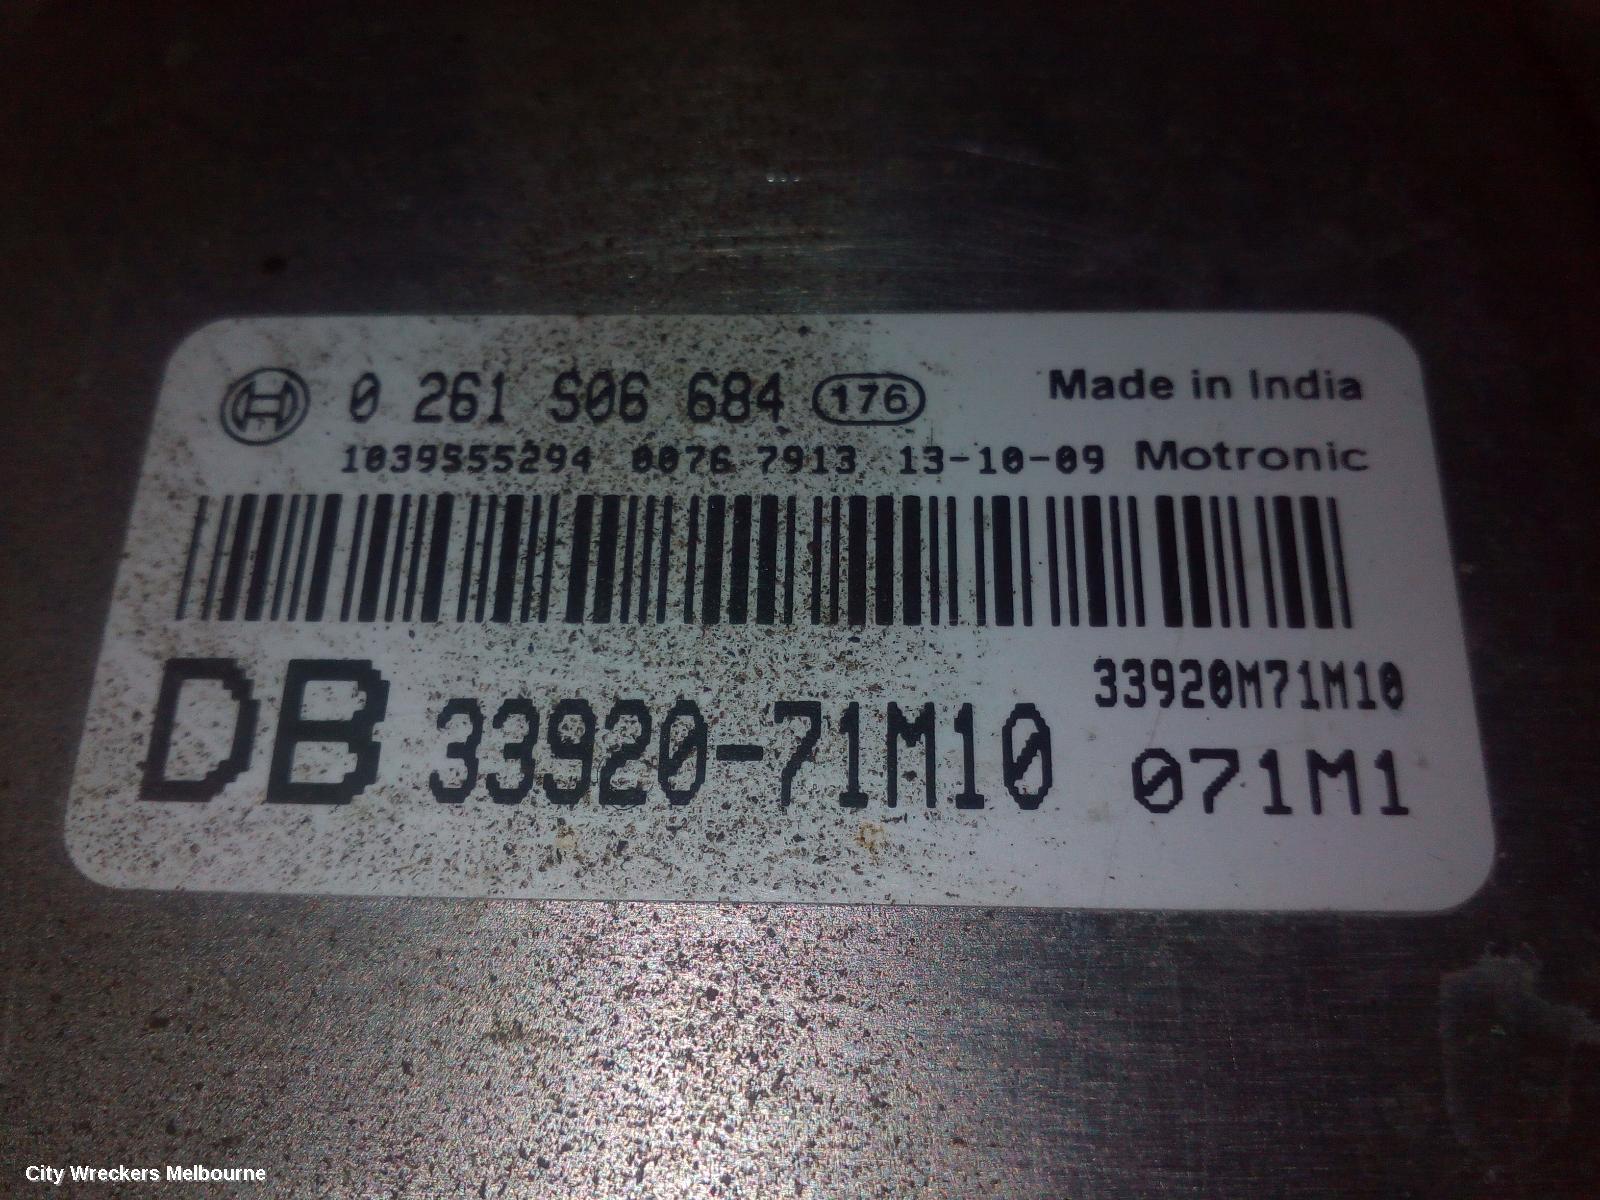 0 261 S06 684 176 Made in India
1039S55294 0076 7913 13-10-09 Motronic
33920M71M10
DB 33920-71M10 071M1
City Wreckers Melbourne